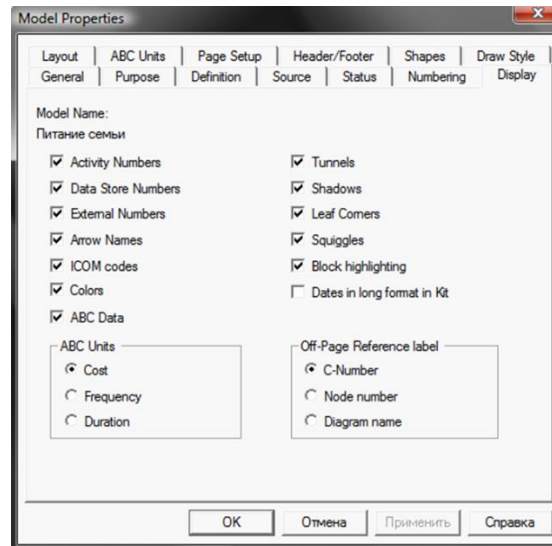 Model Properties
Layout ABC Units Page Setup Header/Footer Shapes Draw Style
General Purpose Definition Source Status Numbering Display
Model Name:
Питание семьи
Activity Numbers Tunnels
Data Store Numbers Shadows
External Numbers Leaf Corners
Arrow Names Squiggles
ICOM codes Block highlighting
Colors Dates in long format in Kit
ABC Data
ABC Units Off-Page Reference label
Cost C-Number
Frequency Node number
Duration Diagram name
OK Отмена Применить Справка